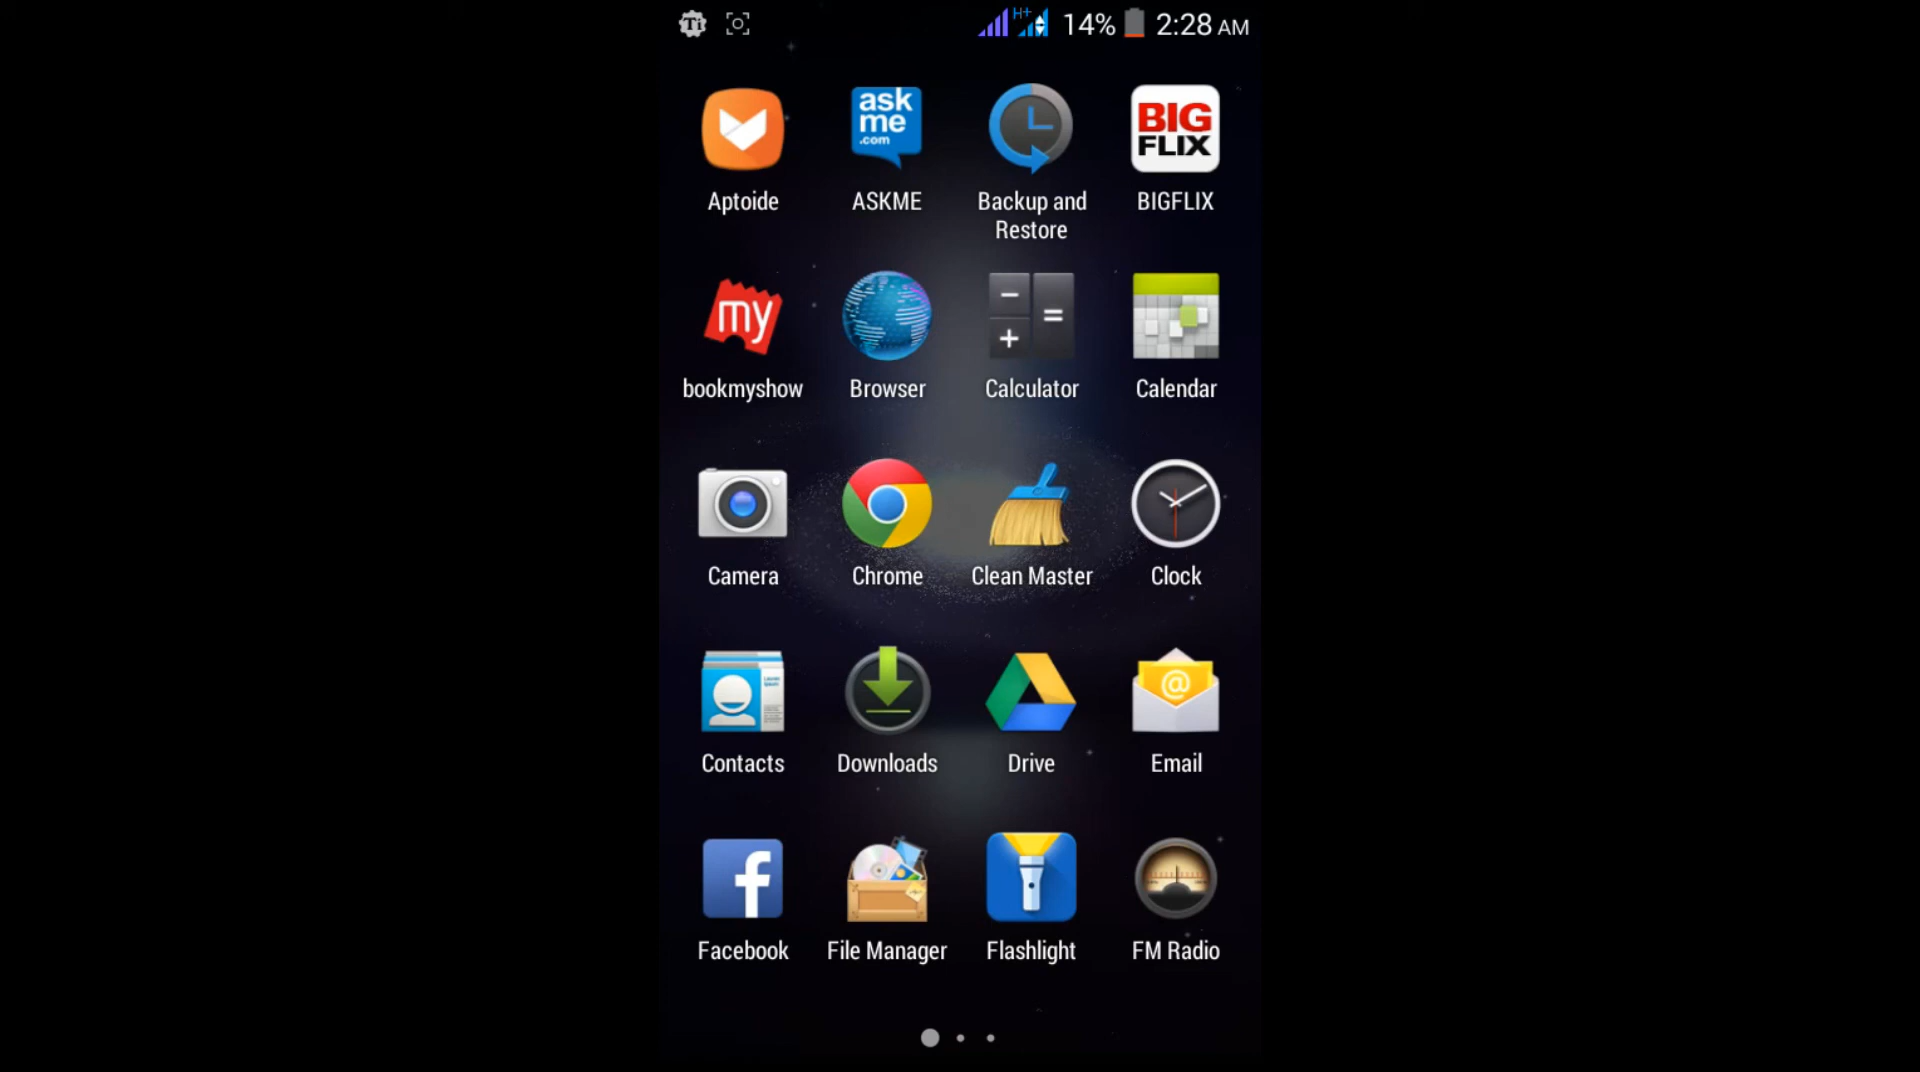 Ti H+ 14% 2:28 AM
ask
me
.com
BIG
FLIX
Aptoide ASKME Backup and Restore BIGFLIX
my
bookmyshow Browser Calculator Calendar
Camera Chrome Clean Master Clock
@
Contacts Downloads Drive Email
f
Facebook File Manager Flashlight FM Radio